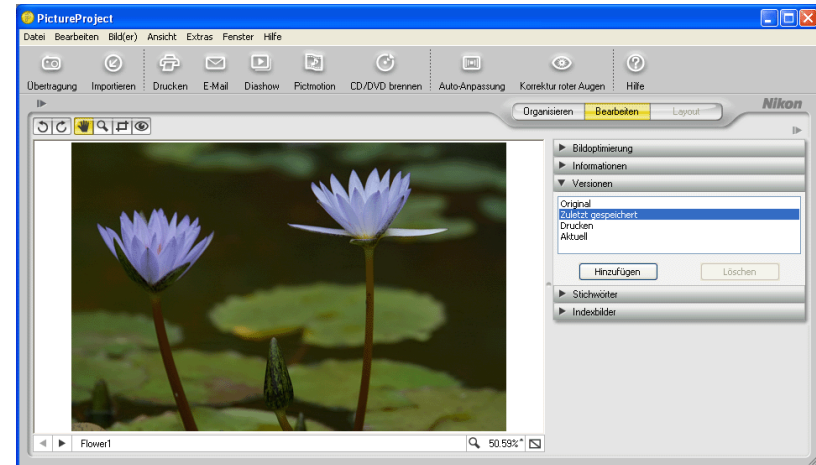 PictureProject
Datei Bearbeiten Bild(er) Ansicht Extras Fenster Hilfe
Übertragung Importieren Drucken E-Mail Diashow Pictmotion CD/DVD brennen Auto-Anpassung Korrektur roter Augen Hilfe
Organisieren Bearbeiten Layout Nikon
Bildoptimierung
Informationen
Versionen
Original
Zuletzt gespeichert
Drucken
Aktuell
Hinzufügen Löschen
Stichwörter
Indexbilder
Flower1 50.59%*